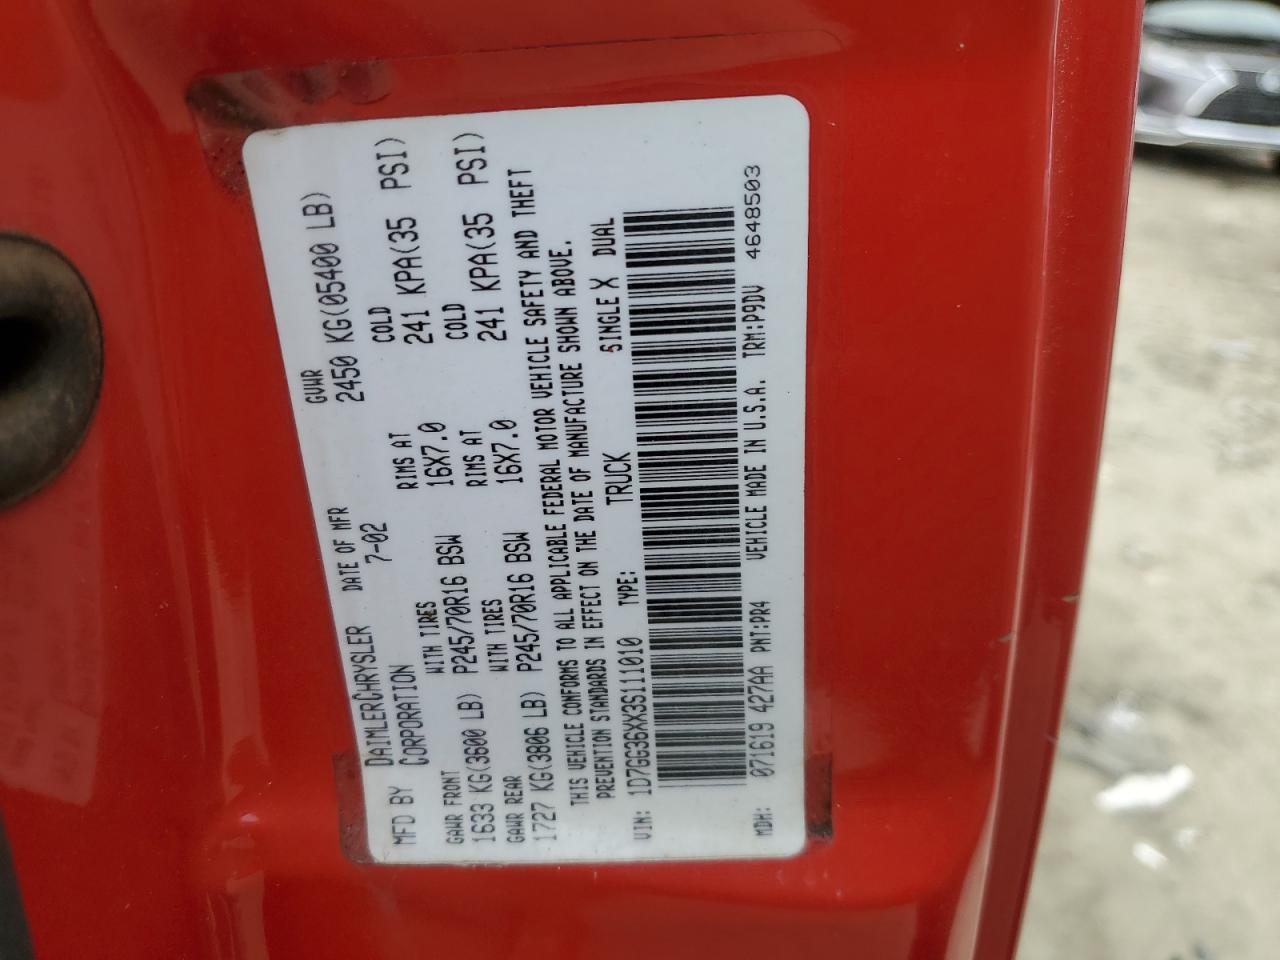 MFD BY DAIMLERCHRYSLER CORPORATION DATE OF MFR 7-02 GVWR 2450 KG(05400 LB)
GAWR FRONT WITH TIRES RIMS AT COLD
1633 KG(3600 LB) P245/70R16 BSW 16X7.0 241 KPA(35 PSI)
GAWR REAR WITH TIRES RIMS AT COLD
1727 KG(3806 LB) P245/70R16 BSW 16X7.0 241 KPA(35 PSI)
THIS VEHICLE CONFORMS TO ALL APPLICABLE FEDERAL MOTOR VEHICLE SAFETY AND THEFT
PREVENTION STANDARDS IN EFFECT ON THE DATE OF MANUFACTURE SHOWN ABOVE.
VIN: 1D7GG36XX3S111010 TYPE: TRUCK SINGLE X DUAL
MDH: 071619 427AA PNT:PR4 VEHICLE MADE IN U.S.A. TRM:P9DV 4648503